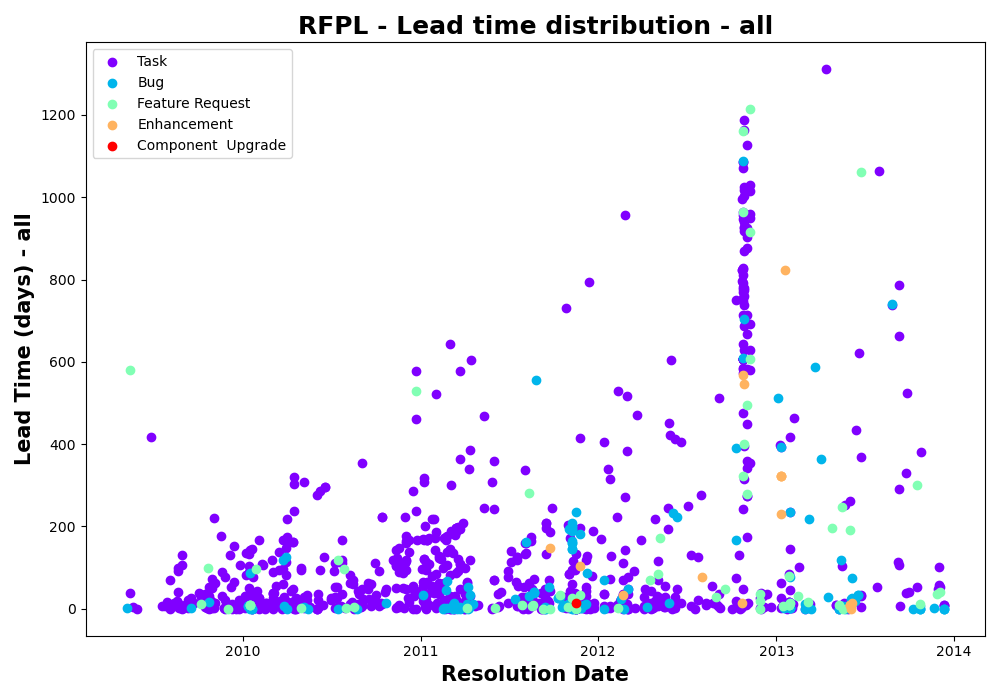 RFPL - Lead time distribution - all
Task
Bug
Feature Request
Enhancement
Component  Upgrade
Lead Time (days) - all
1200
1000
800
600
400
200
0
2010 2011 2012 2013 2014
Resolution Date